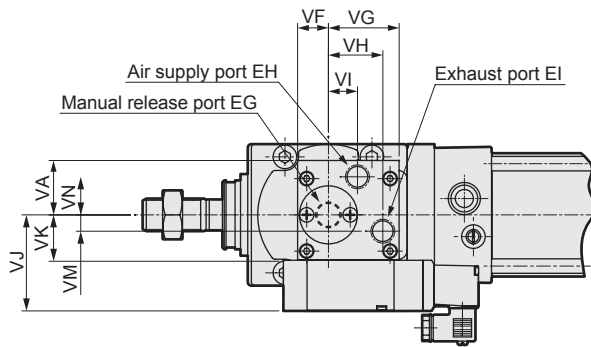 VF VG
VH
Air supply port EH VI Exhaust port EI
Manual release port EG
VA
VN
VK
VJ
VM